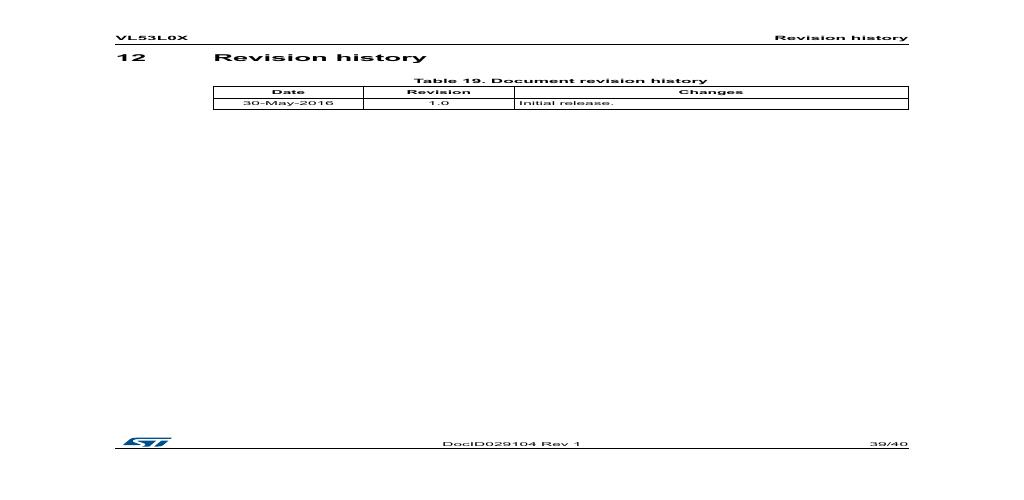 VL53L0X Revision history
12 Revision history
Table 19. Document revision history
Date Revision Changes
30-May-2016 1.0 Initial release.
ST DocID029104 Rev 1 39/40